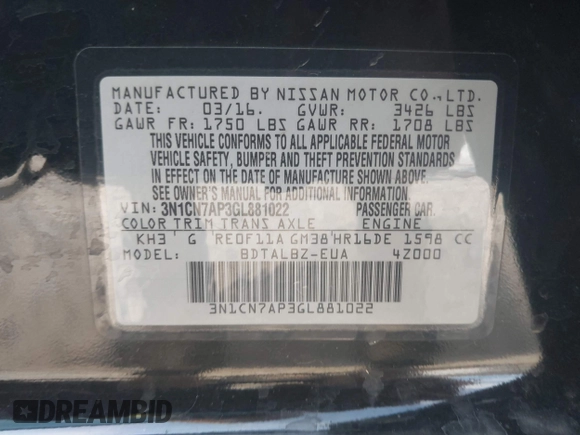 MANUFACTURED BY NISSAN MOTOR CO.,LTD.
DATE: 03/16. GVWR: 3426 LBS
GAWR FR: 1750 LBS GAWR RR: 1708 LBS
THIS VEHICLE CONFORMS TO ALL APPLICABLE FEDERAL MOTOR
VEHICLE SAFETY, BUMPER AND THEFT PREVENTION STANDARDS
IN EFFECT ON THE DATE OF MANUFACTURE SHOWN ABOVE.
SEE OWNER'S MANUAL FOR ADDITIONAL INFORMATION.
VIN: 3N1CN7AP3GL881022 PASSENGER CAR.
COLOR TRIM TRANS AXLE ENGINE
KH3 G RE0F11A GM38 HR16DE 1598 CC
MODEL: BDTALBZ-EUA 4Z000
3N1CN7AP3GL881022
DREAMBID